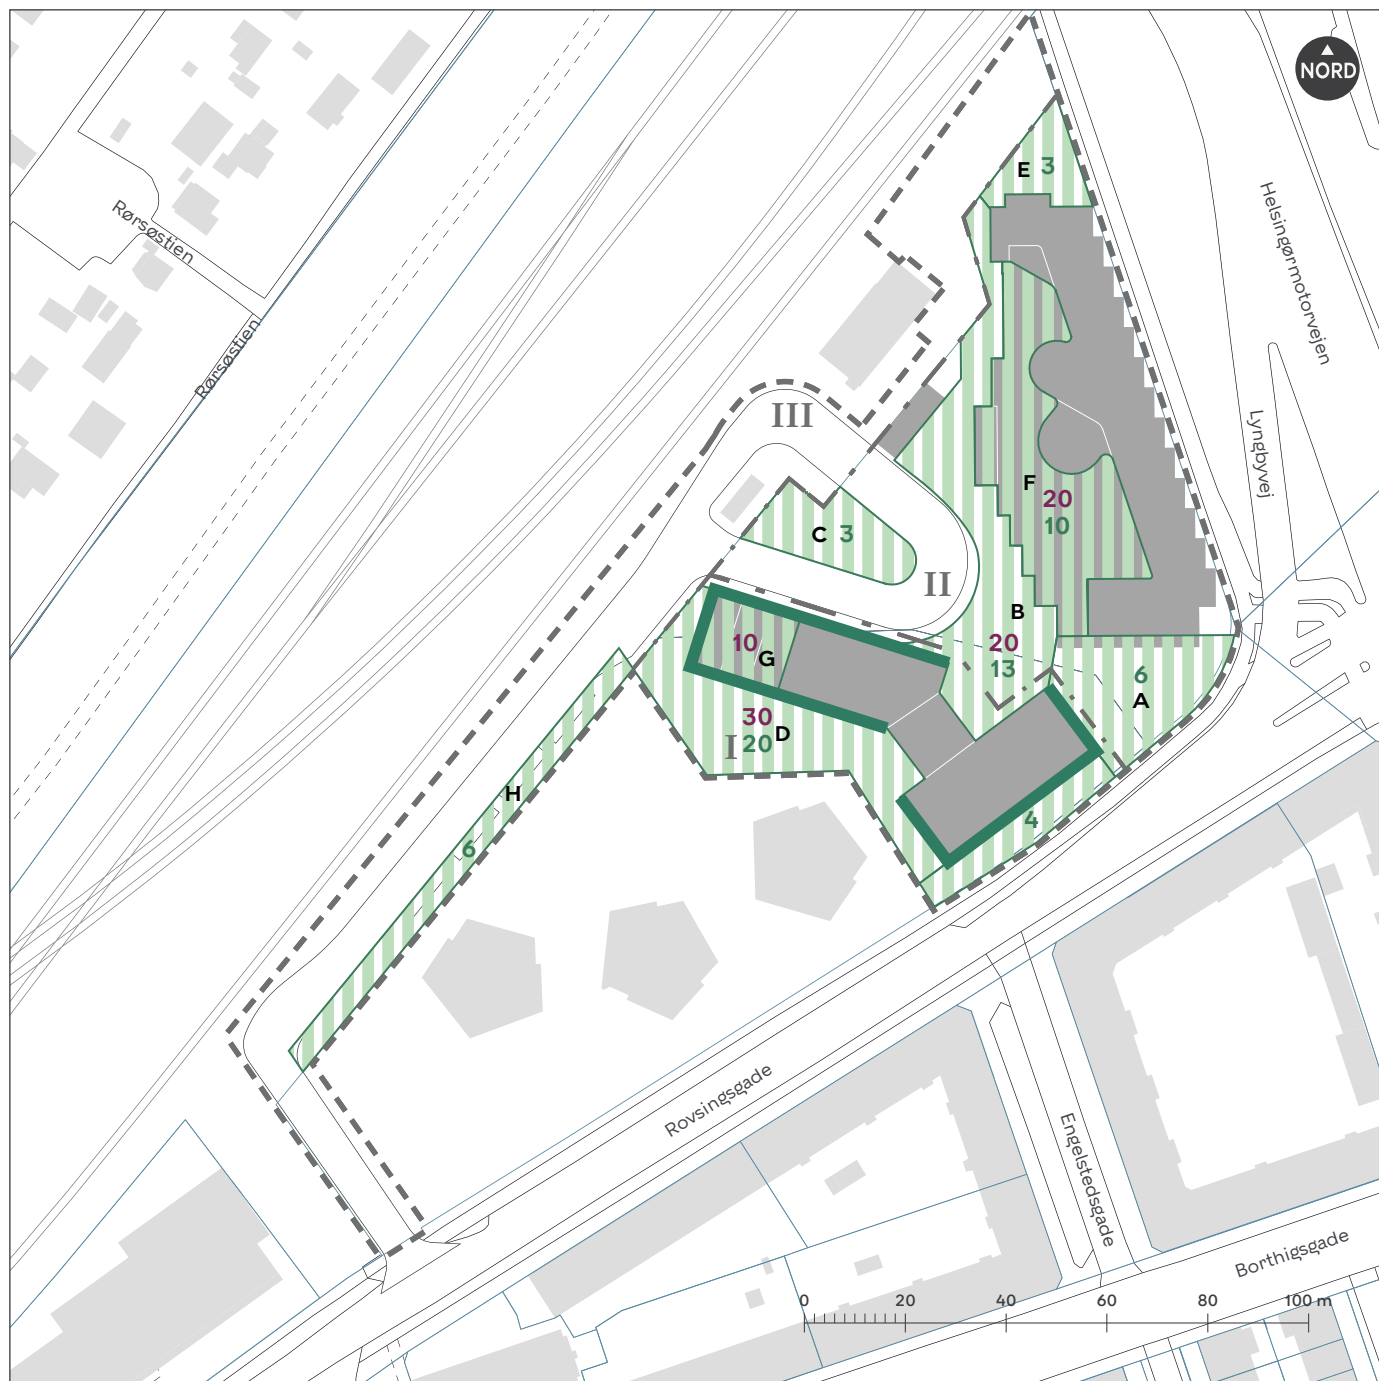 NORD
Rørsøstien
Rørsøstien
Helsingørmotorvejen
Lyngbyvej
E 3
III
F
20
10
C 3
II
B
20
13
10
G
6
A
30
D
I 20
H
4
6
Rovsingsgade
Engelstedsgade
Borthigsgade
0 20 40 60 80 100 m